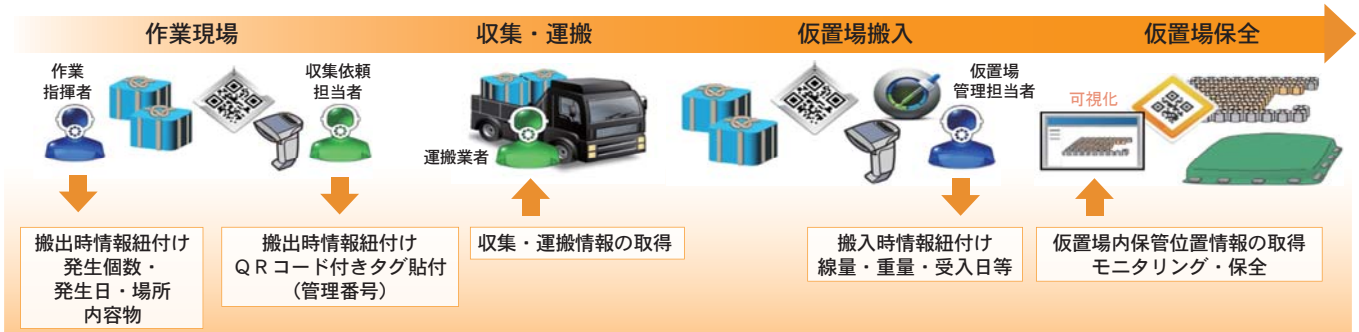 作業現場
収集・運搬
仮置場搬入
仮置場保全
作業
指揮者
収集依頼
担当者
運搬業者
仮置場
管理担当者
可視化
搬出時情報紐付け
発生個数・
発生日・場所
内容物
搬出時情報紐付け
QRコード付きタグ貼付
(管理番号)
収集・運搬情報の取得
搬入時情報紐付け
線量・重量・受入日等
仮置場内保管位置情報の取得
モニタリング・保全